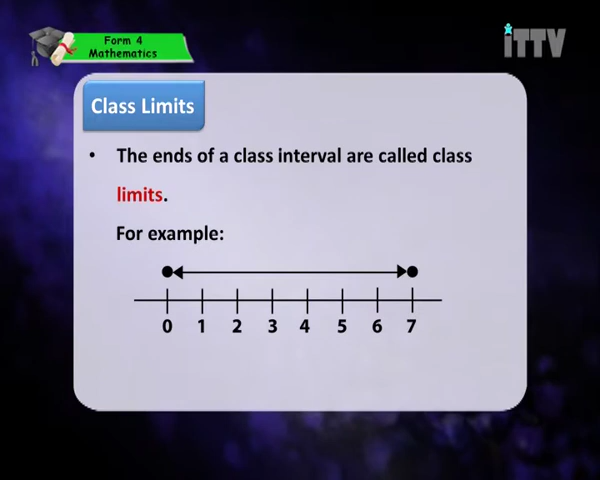 Form 4
Mathematics
iTTV
Class Limits
• The ends of a class interval are called class
limits.
For example:
0 1 2 3 4 5 6 7